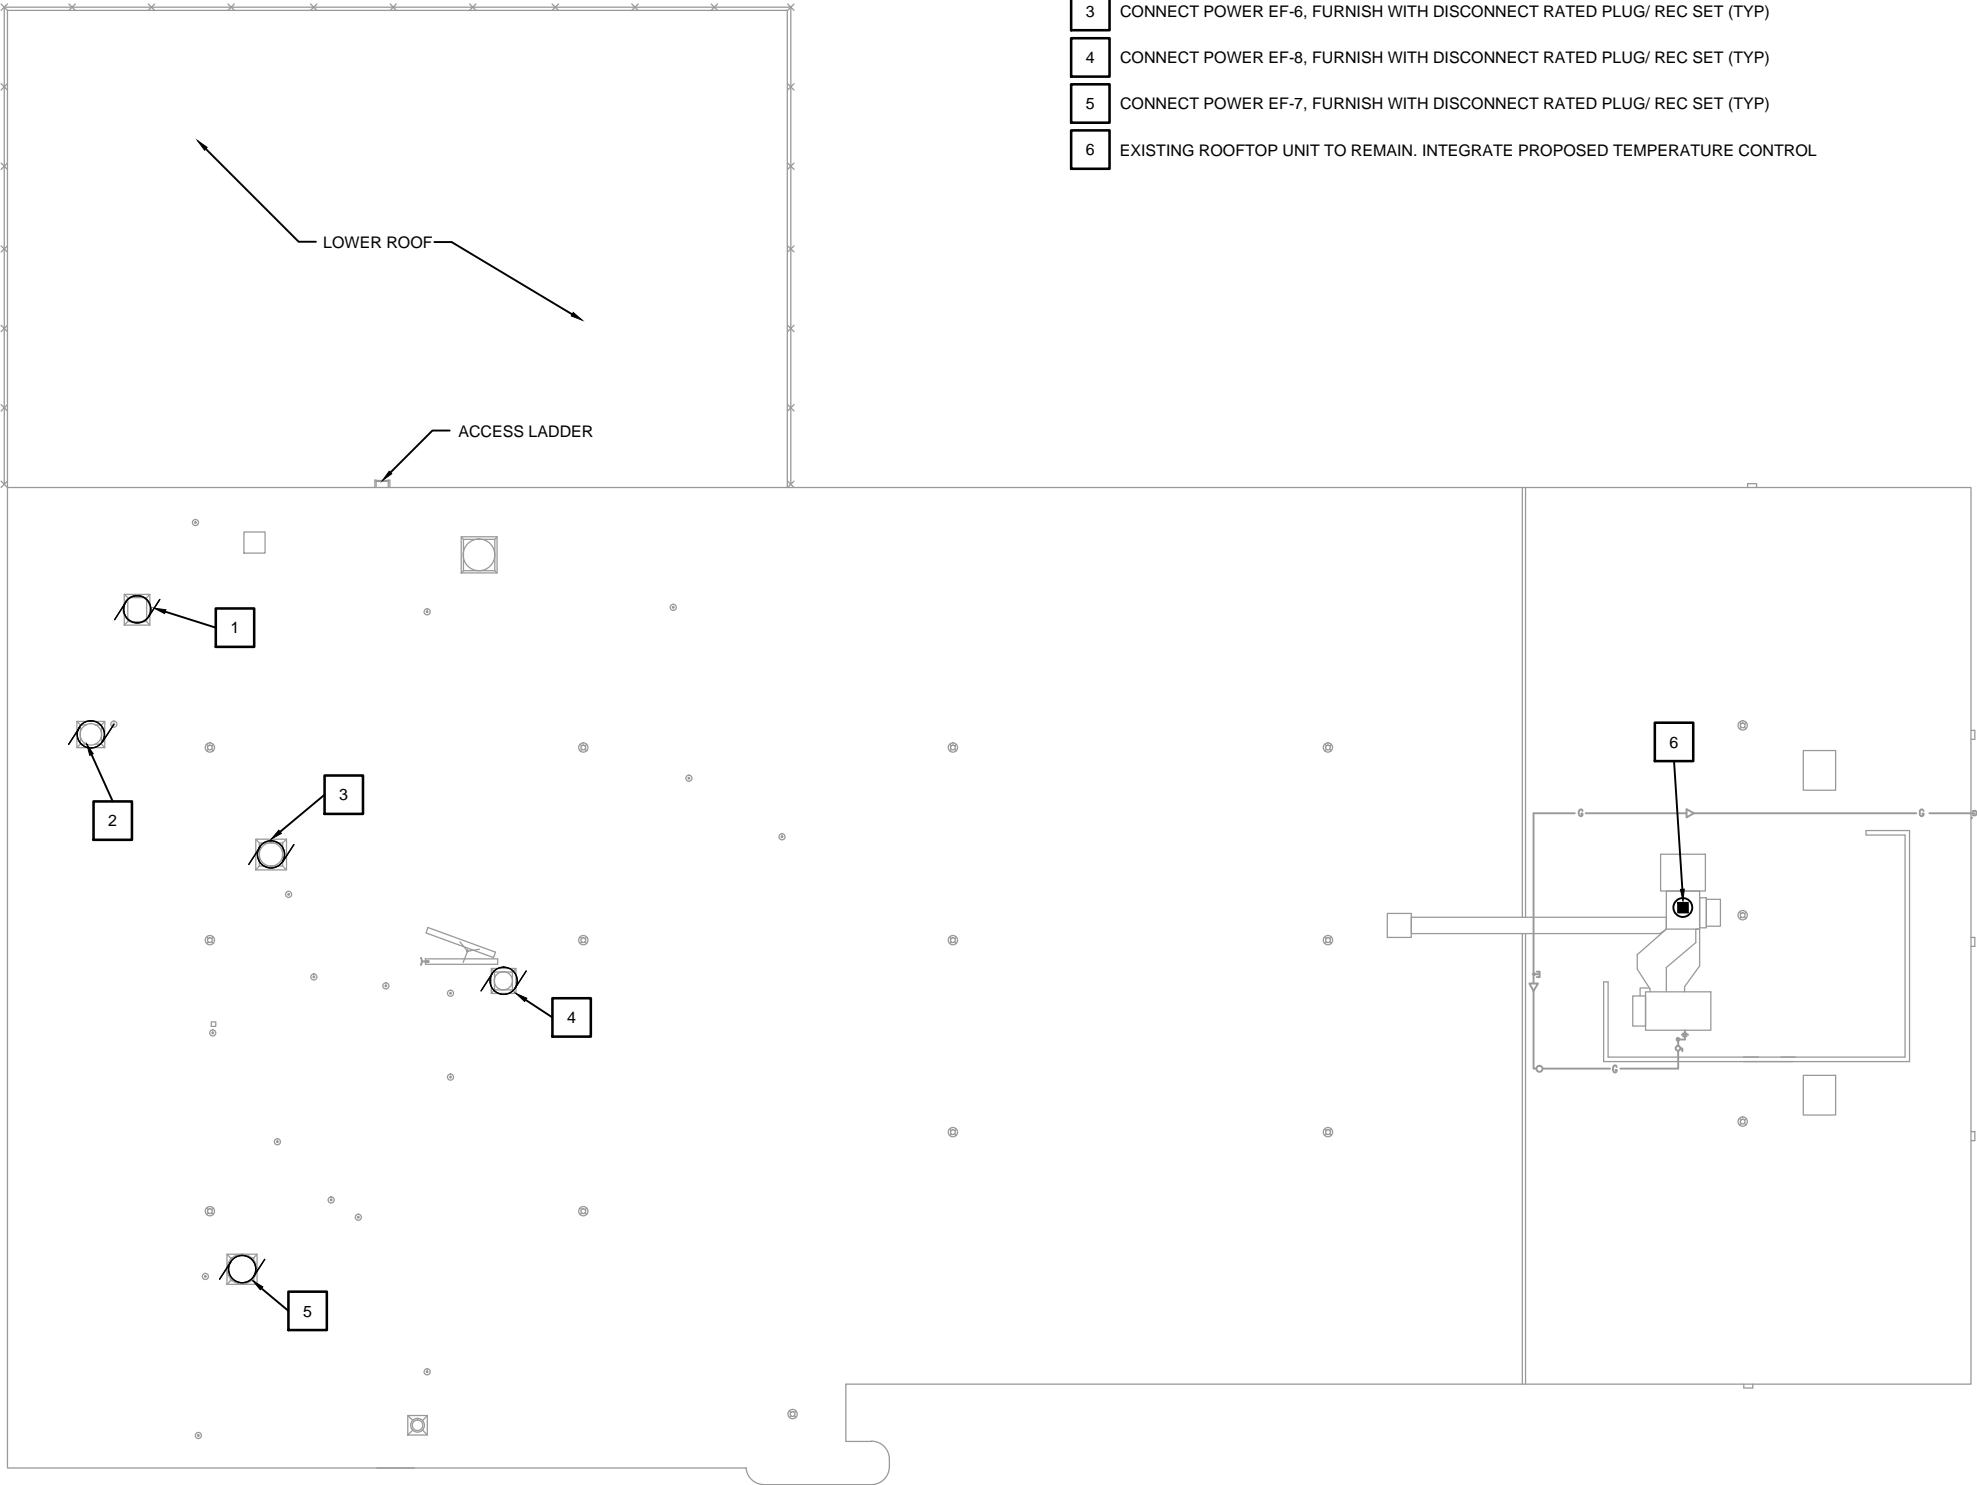 3 CONNECT POWER EF-6, FURNISH WITH DISCONNECT RATED PLUG/ REC SET (TYP)
4 CONNECT POWER EF-8, FURNISH WITH DISCONNECT RATED PLUG/ REC SET (TYP)
5 CONNECT POWER EF-7, FURNISH WITH DISCONNECT RATED PLUG/ REC SET (TYP)
6 EXISTING ROOFTOP UNIT TO REMAIN. INTEGRATE PROPOSED TEMPERATURE CONTROL
LOWER ROOF
ACCESS LADDER
1
6
3
2
G
G
4
G
5